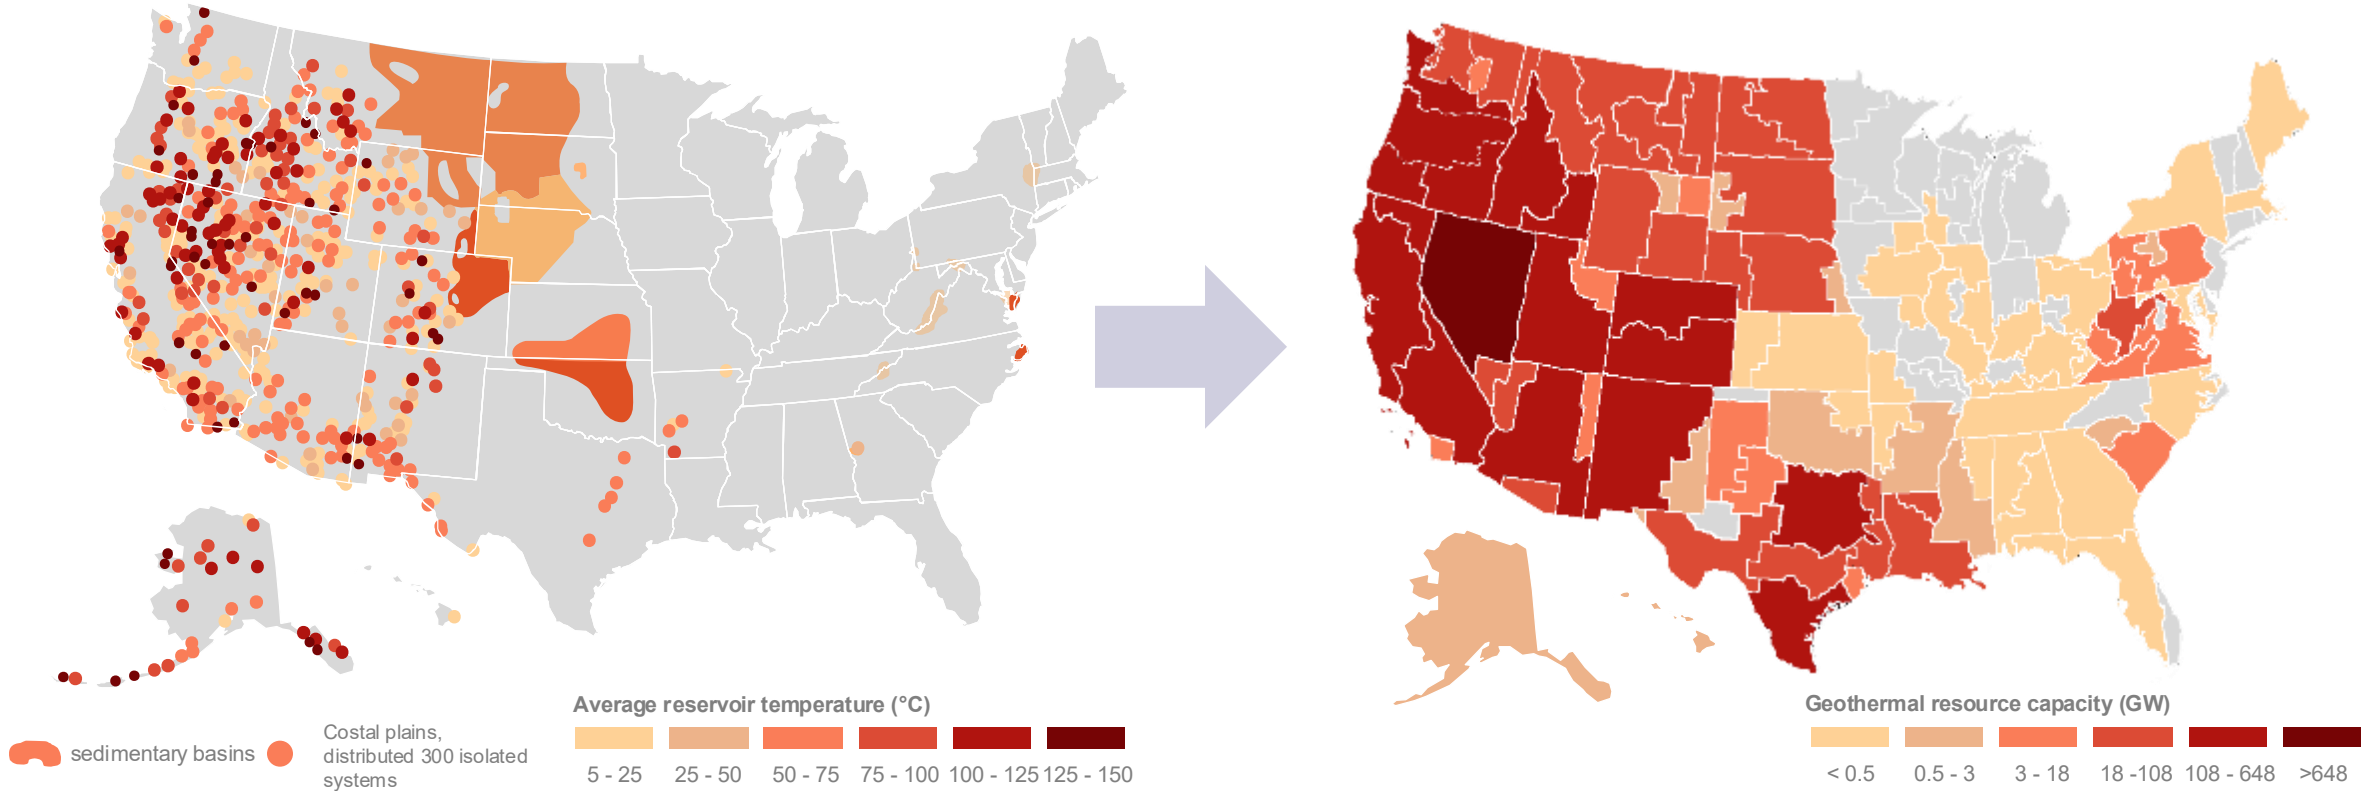 Average reservoir temperature (°C)
5 - 25
25 - 50
50 - 75
75 - 100
100 - 125
125 - 150
sedimentary basins
Costal plains,
distributed 300 isolated
systems
Geothermal resource capacity (GW)
< 0.5
0.5 - 3
3 - 18
18 -108
108 - 648
>648